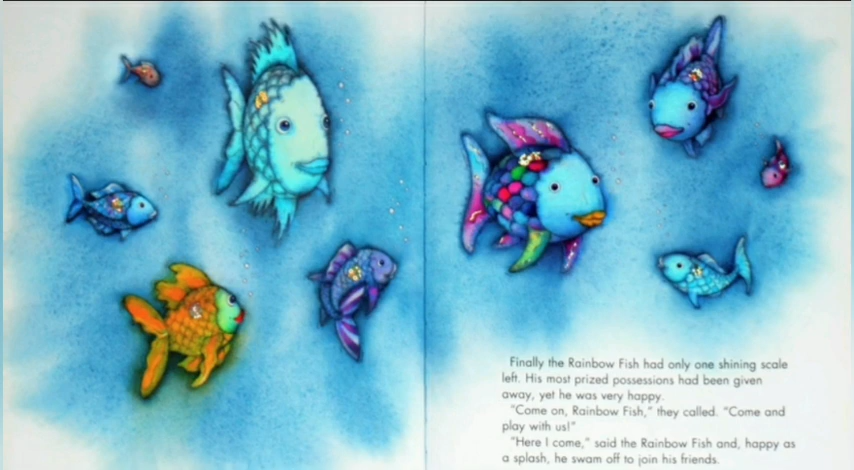 Finally the Rainbow Fish had only one shining scale
left. His most prized possessions had been given
away, yet he was very happy.
"Come on, Rainbow Fish," they called. "Come and
play with us!"
"Here I come," said the Rainbow Fish and, happy as
a splash, he swam off to join his friends.